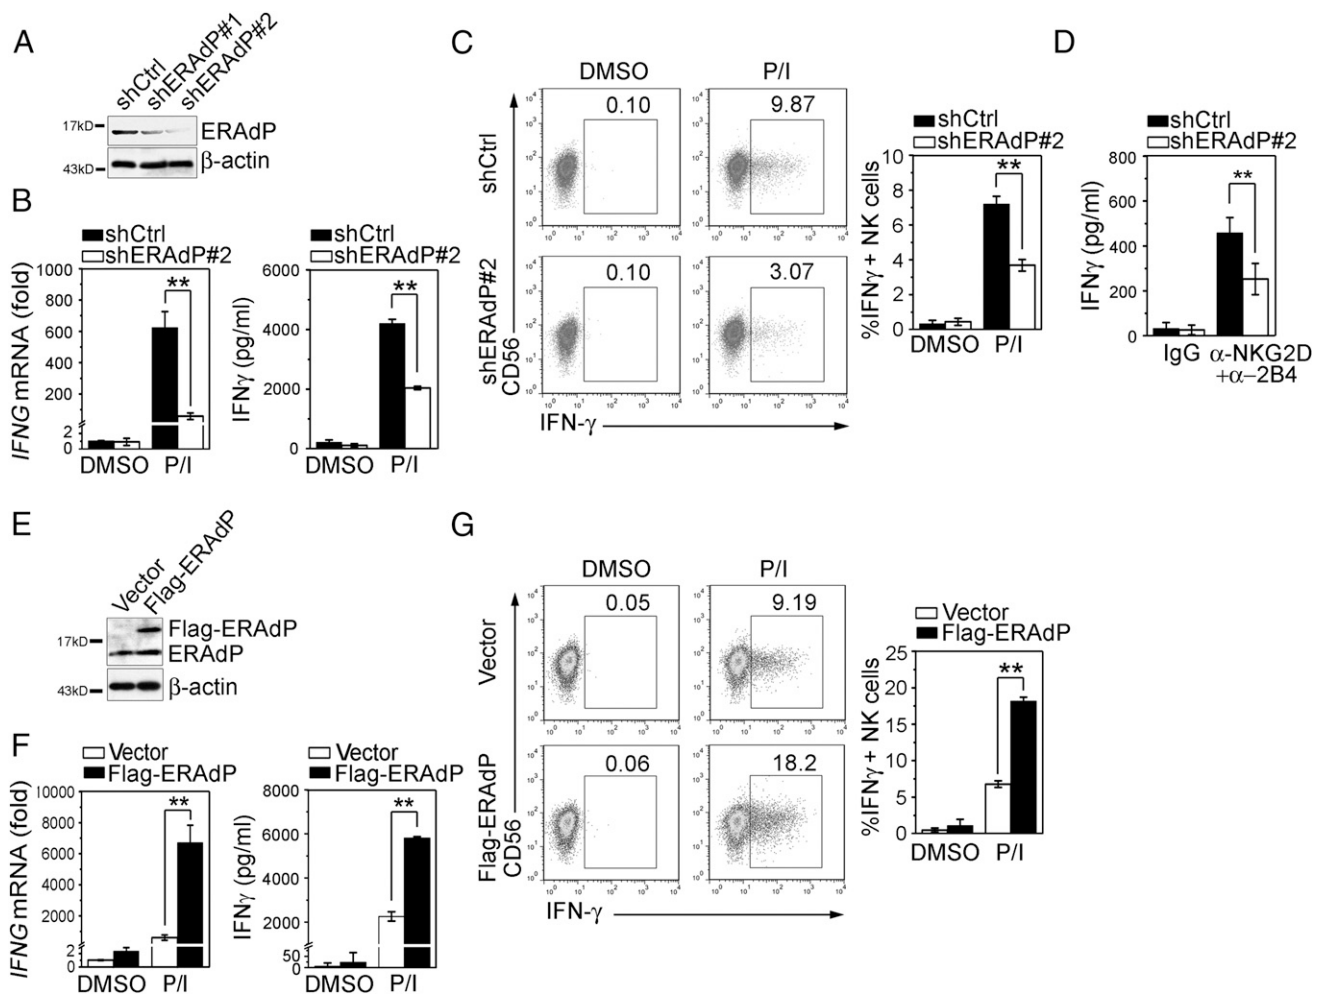 A
shCtrl
shERAdP#1
shERAdP#2
17kD
ERAdP
43kD
β-actin
B
shCtrl
shERAdP#2
IFNG mRNA (fold)
1000
800
600
400
200
2
0
**
DMSO P/I
shCtrl
shERAdP#2
IFNγ (pg/ml)
6000
4000
2000
0
**
DMSO P/I
C
DMSO P/I
shCtrl
0.10
9.87
shERAdP#2
CD56
0.10
3.07
IFN-γ
shCtrl
shERAdP#2
%IFNγ + NK cells
10
8
6
4
2
0
**
DMSO P/I
D
shCtrl
shERAdP#2
IFNγ (pg/ml)
800
600
400
200
0
**
IgG α-NKG2D
+α-2B4
E
Vector
Flag-ERAdP
Flag-ERAdP
17kD
ERAdP
43kD
β-actin
F
Vector
Flag-ERAdP
IFNG mRNA (fold)
10000
8000
6000
4000
2000
2
0
**
DMSO P/I
Vector
Flag-ERAdP
IFNγ (pg/ml)
8000
6000
4000
2000
50
0
**
DMSO P/I
G
DMSO P/I
Vector
0.05
9.19
Flag-ERAdP
CD56
0.06
18.2
IFN-γ
Vector
Flag-ERAdP
%IFNγ + NK cells
25
20
15
10
5
0
**
DMSO P/I